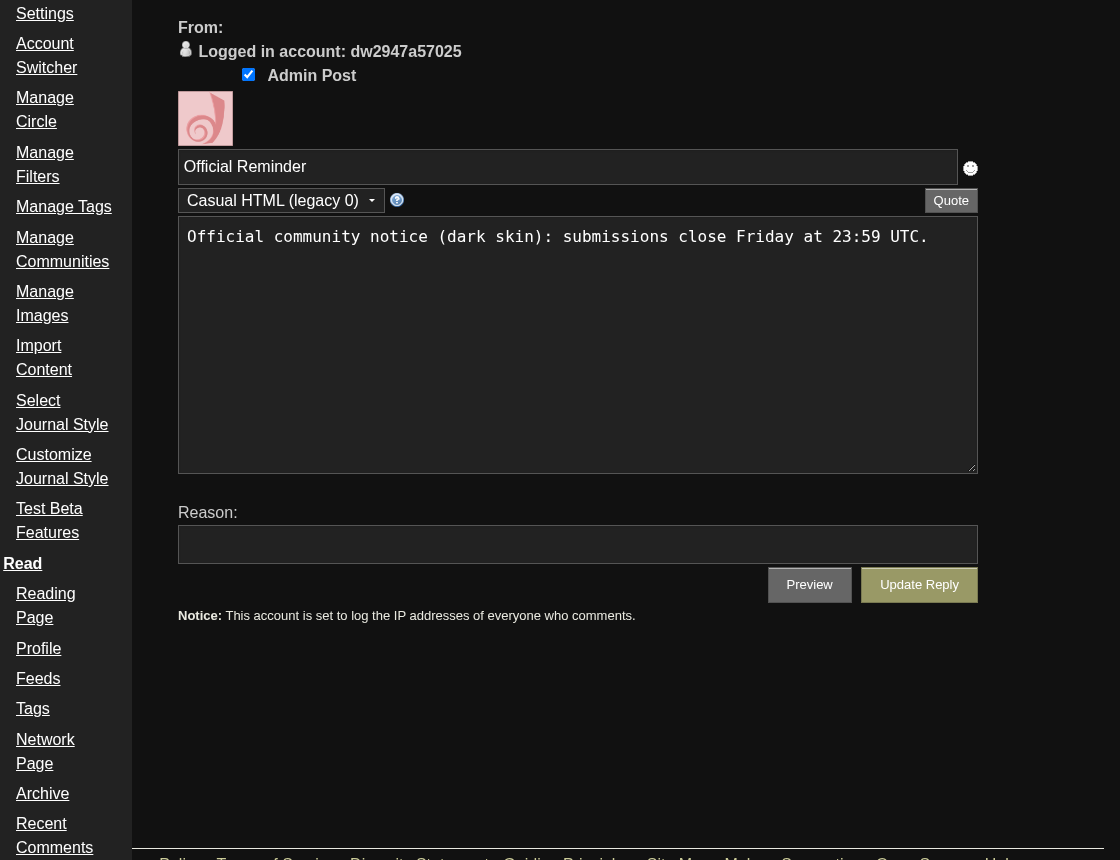 Settings
Account
Switcher
Manage
Circle
Manage
Filters
Manage Tags
Manage
Communities
Manage
Images
Import
Content
Select
Journal Style
Customize
Journal Style
Test Beta
Features
Read
Reading
Page
Profile
Feeds
Tags
Network
Page
Archive
Recent
Comments
From:
Logged in account: dw2947a57025
Admin Post
Official Reminder
Casual HTML (legacy 0)
Quote
Official community notice (dark skin): submissions close Friday at 23:59 UTC.
Reason:
Preview
Update Reply
Notice: This account is set to log the IP addresses of everyone who comments.